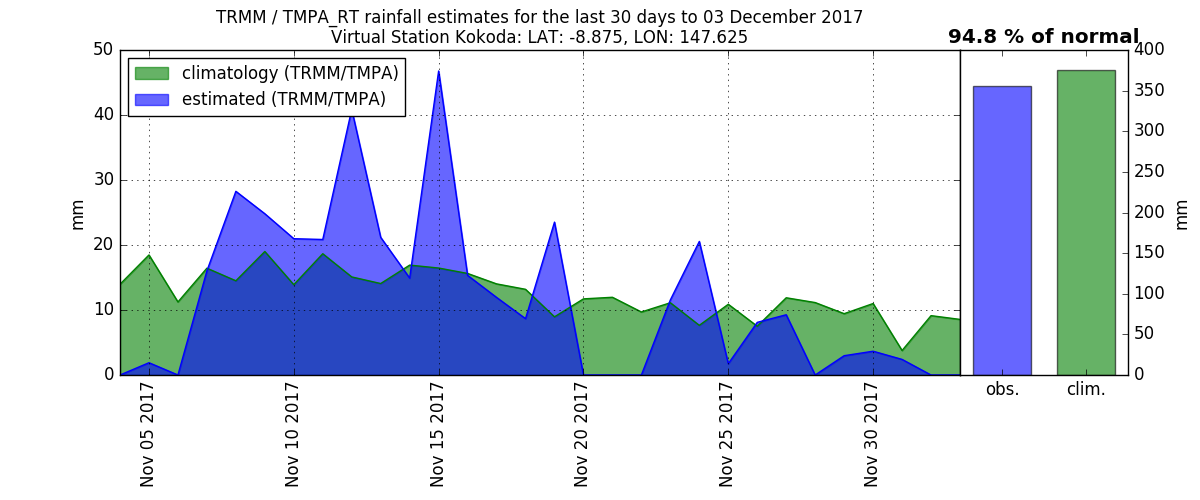 TRMM / TMPA_RT rainfall estimates for the last 30 days to 03 December 2017
Virtual Station Kokoda: LAT: -8.875, LON: 147.625
94.8 % of normal
climatology (TRMM/TMPA)
estimated (TRMM/TMPA)
mm
50
40
30
20
10
0
Nov 05 2017
Nov 10 2017
Nov 15 2017
Nov 20 2017
Nov 25 2017
Nov 30 2017
obs.
clim.
400
350
300
250
200
150
100
50
0
mm